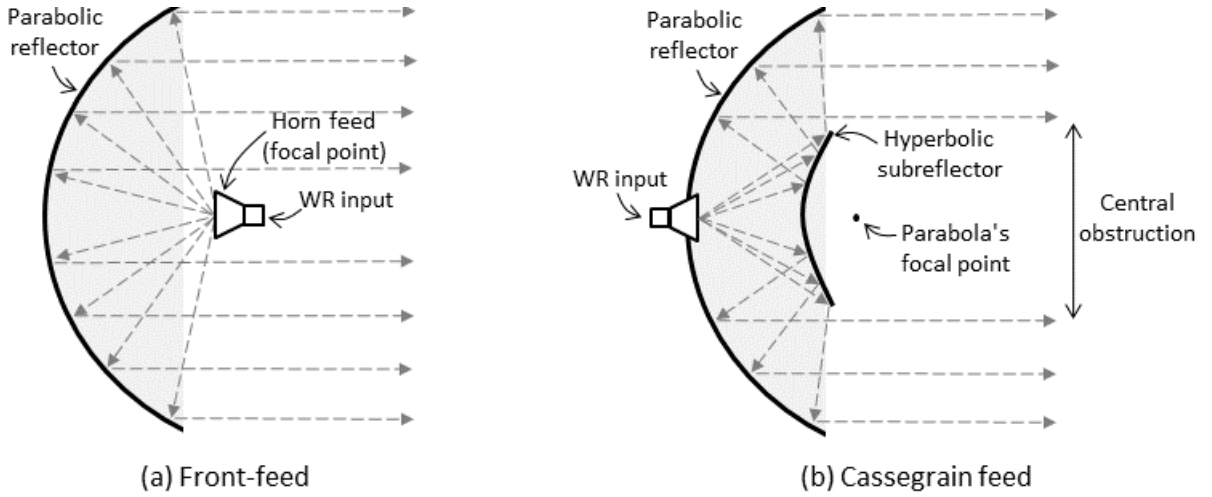 Parabolic
reflector
Horn feed
(focal point)
WR input
(a) Front-feed
Parabolic
reflector
Hyperbolic
subreflector
WR input
Parabola's
focal point
Central
obstruction
(b) Cassegrain feed